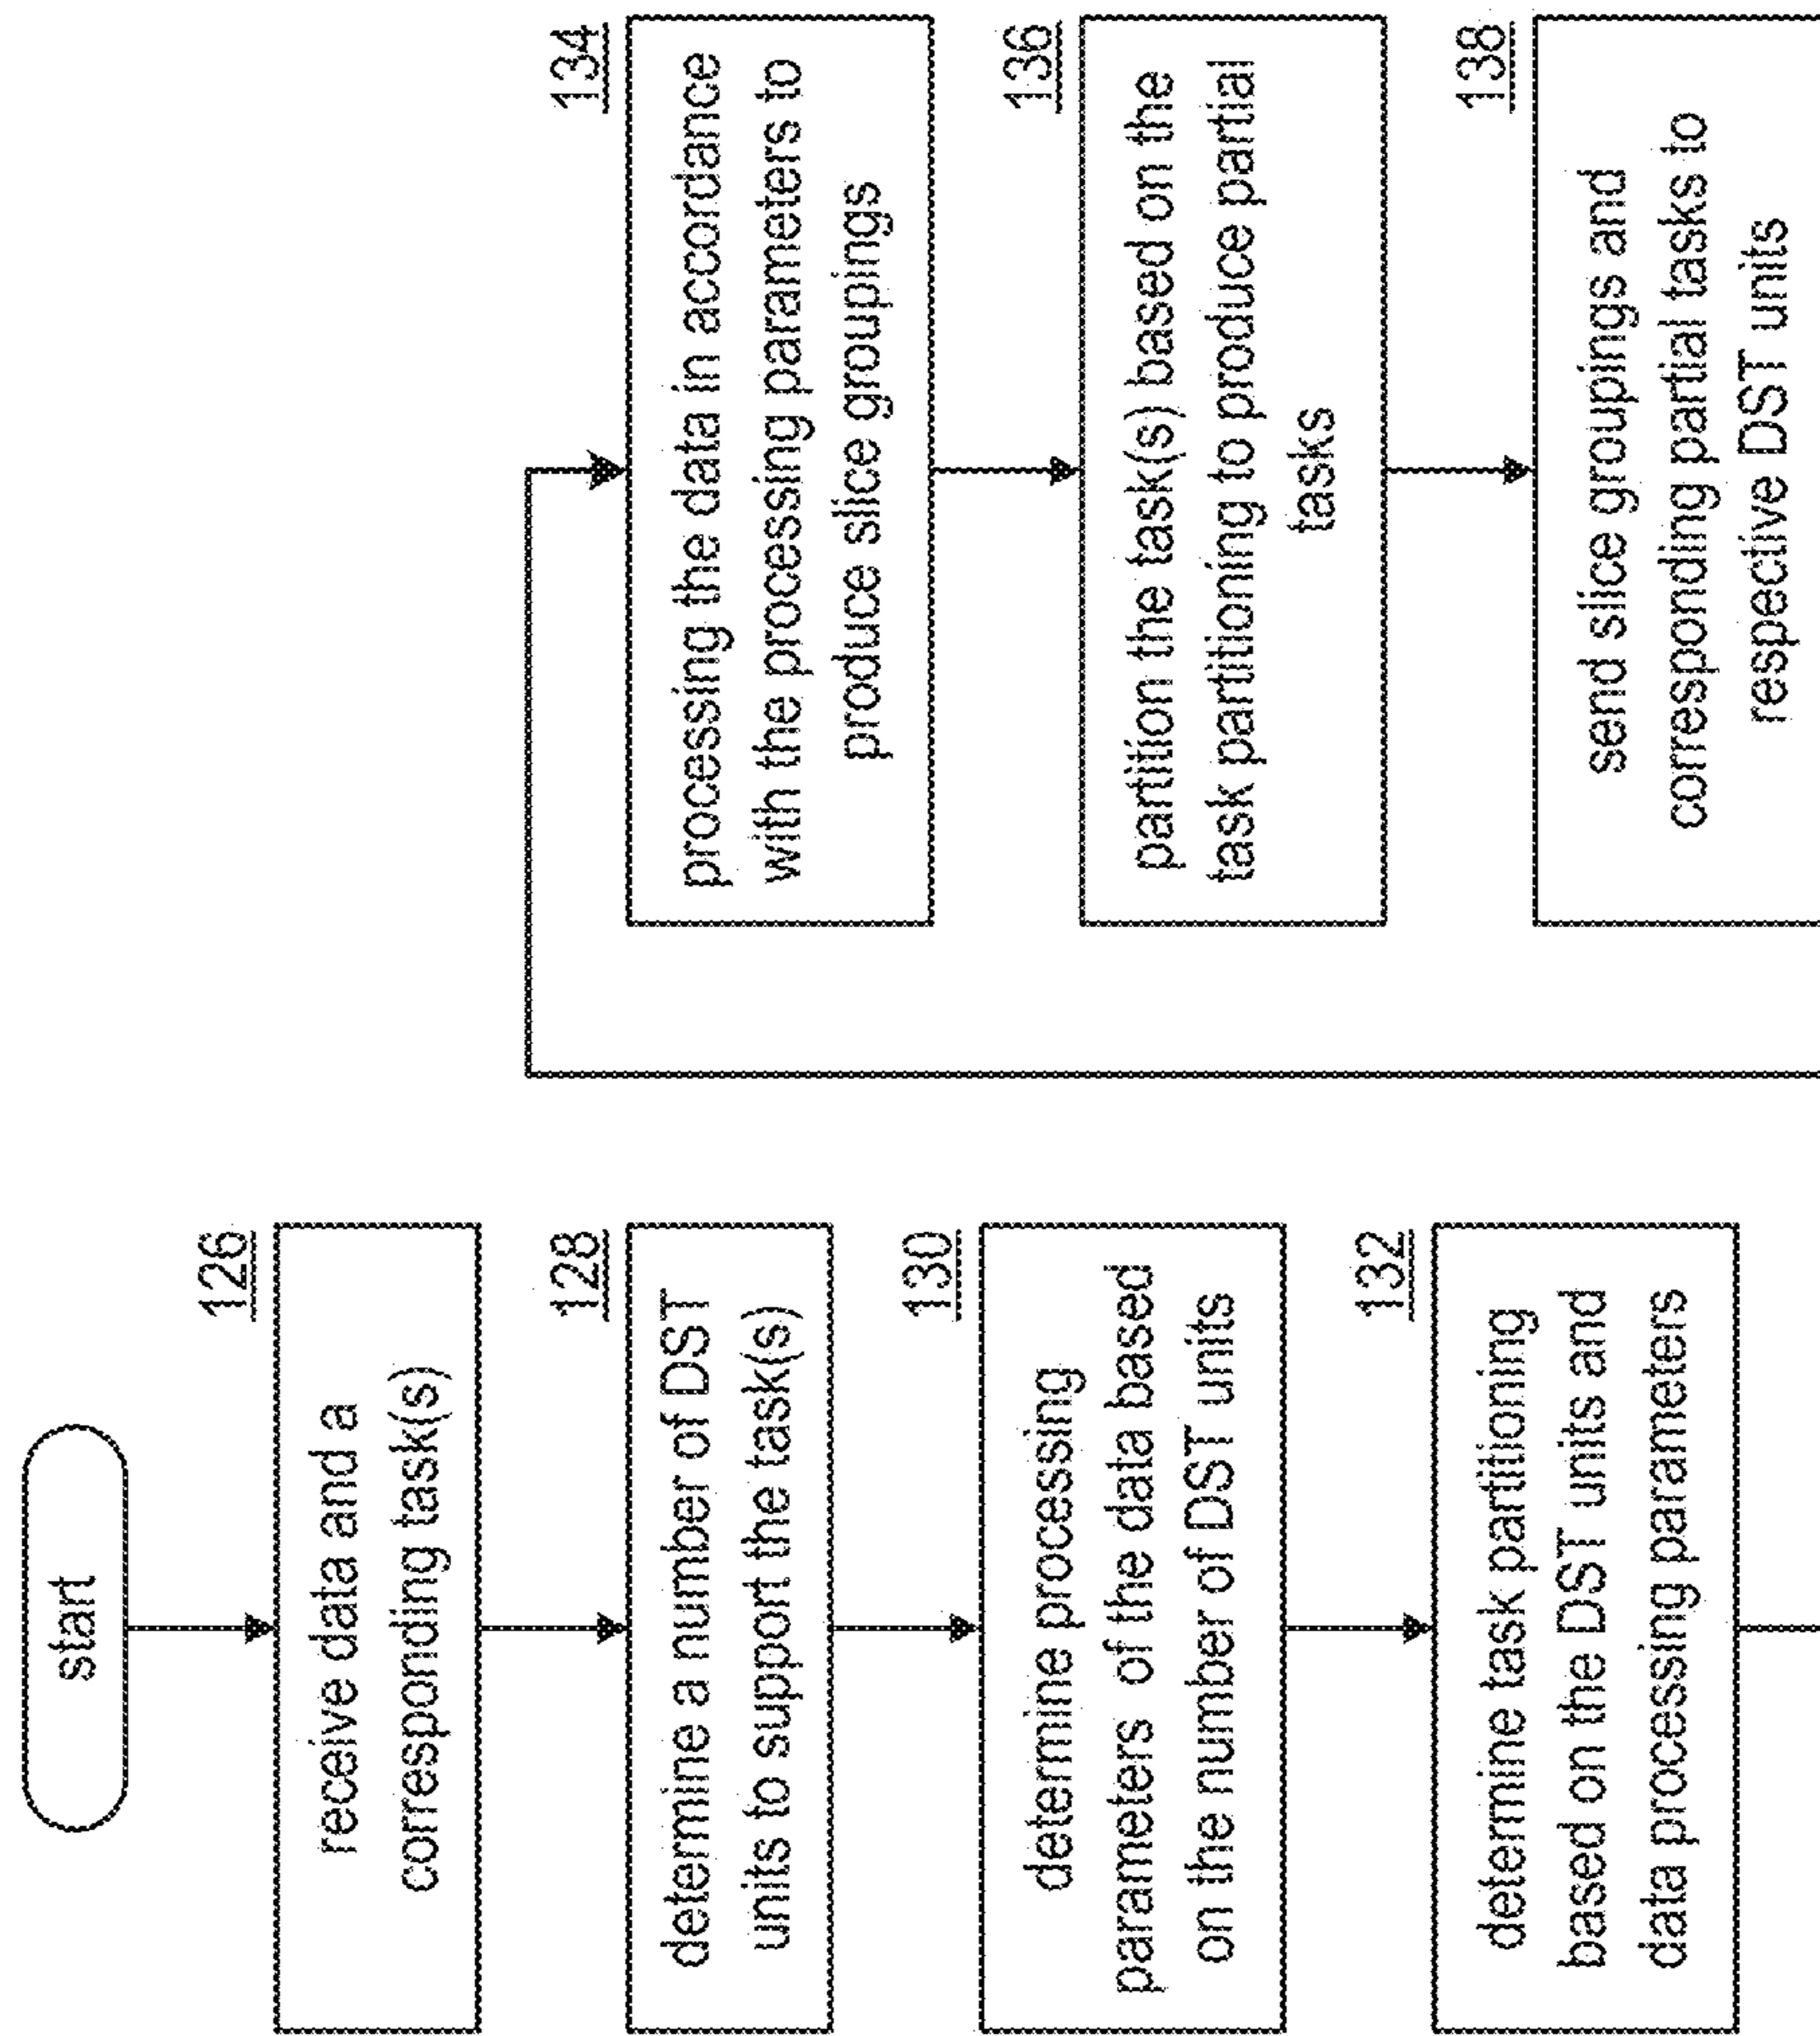 start
126
receive data and a
corresponding task(s)
128
determine a number of DST
units to support the task(s)
130
determine processing
parameters of the data based
on the number of DST units
132
determine task partitioning
based on the DST units and
data processing parameters
134
processing the data in accordance
with the processing parameters to
produce slice groupings
136
partition the task(s) based on the
task partitioning to produce partial
tasks
138
send slice groupings and
corresponding partial tasks to
respective DST units